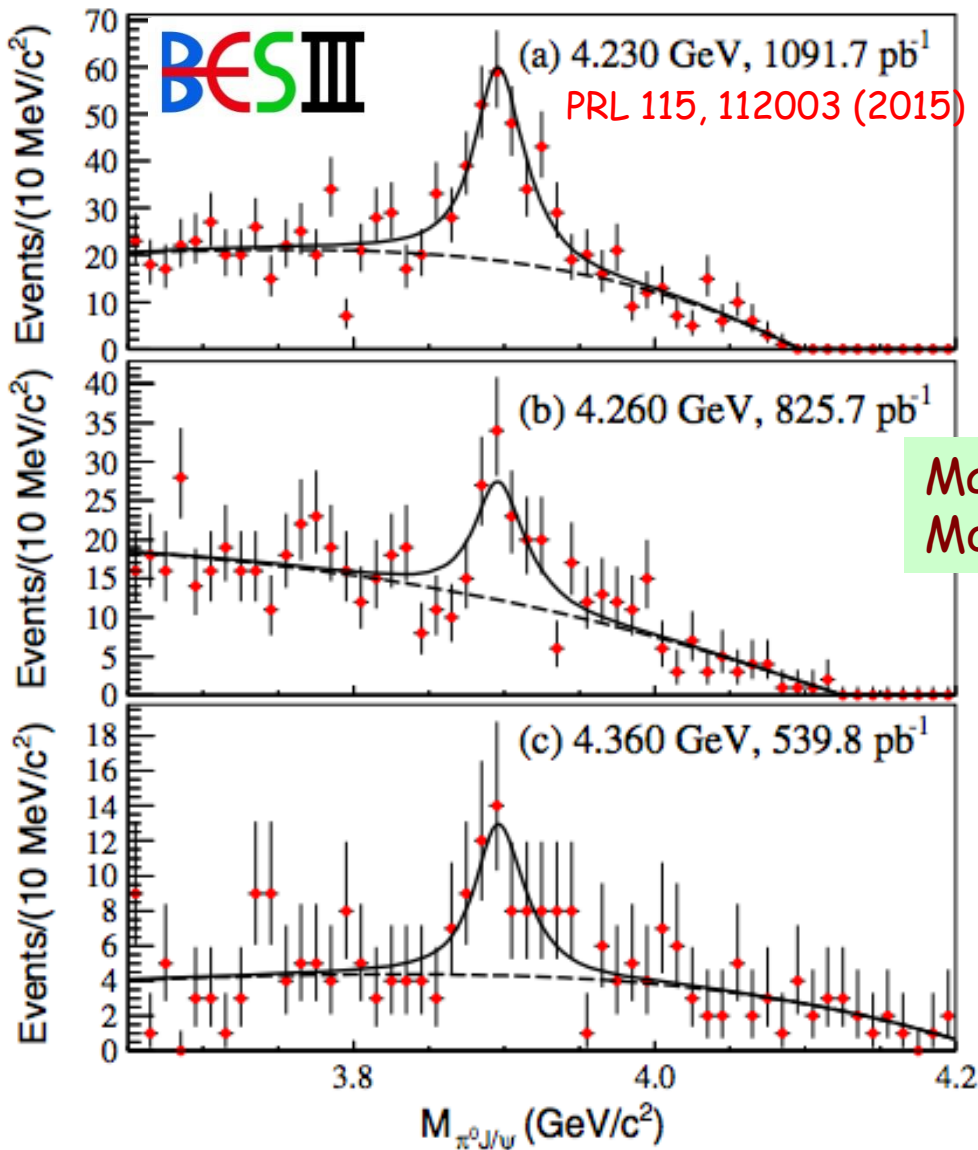 BESIII
(a) 4.230 GeV, 1091.7 pb⁻¹
PRL 115, 112003 (2015)
Events/(10 MeV/c²)
70
60
50
40
30
20
10
0
(b) 4.260 GeV, 825.7 pb⁻¹
Events/(10 MeV/c²)
40
35
30
25
20
15
10
5
0
(c) 4.360 GeV, 539.8 pb⁻¹
Events/(10 MeV/c²)
18
16
14
12
10
8
6
4
2
0
3.8 4.0 4.2
M_π⁰J/ψ (GeV/c²)